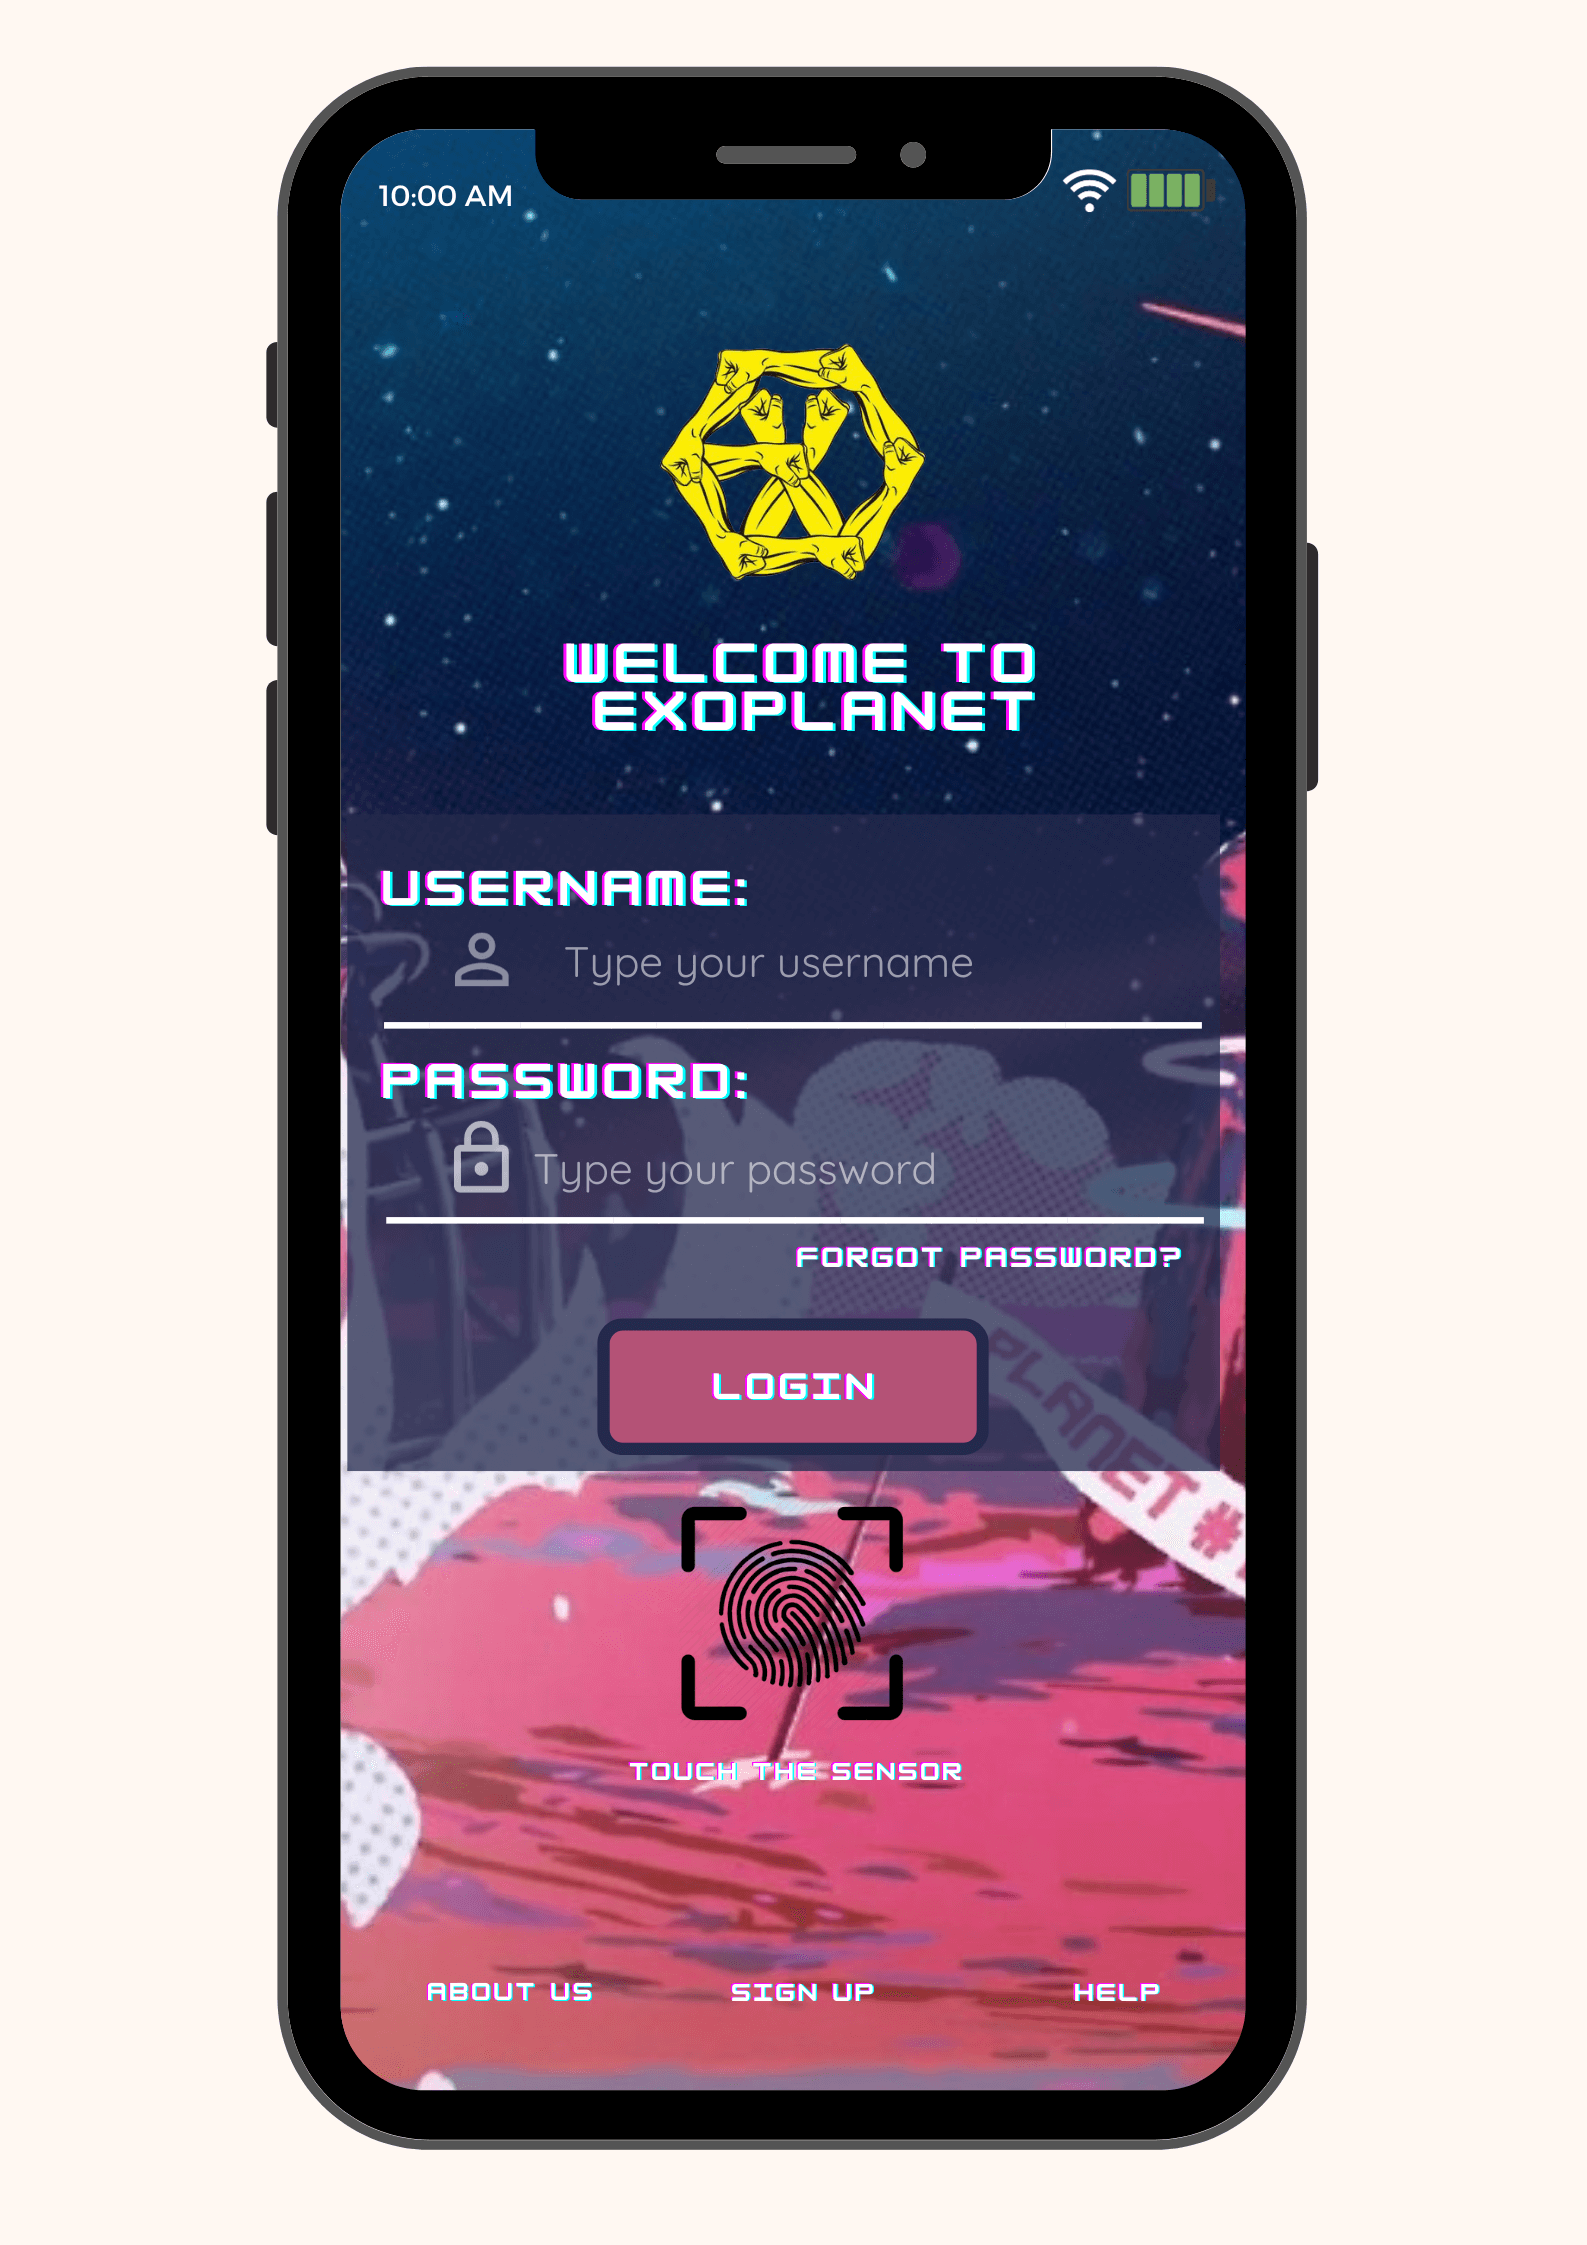 10:00 AM
WELCOME TO
EXOPLANET
USERNAME:
Type your username
PASSWORD:
Type your password
FORGOT PASSWORD?
LOGIN
PLANET #
TOUCH THE SENSOR
ABOUT US
SIGN UP
HELP